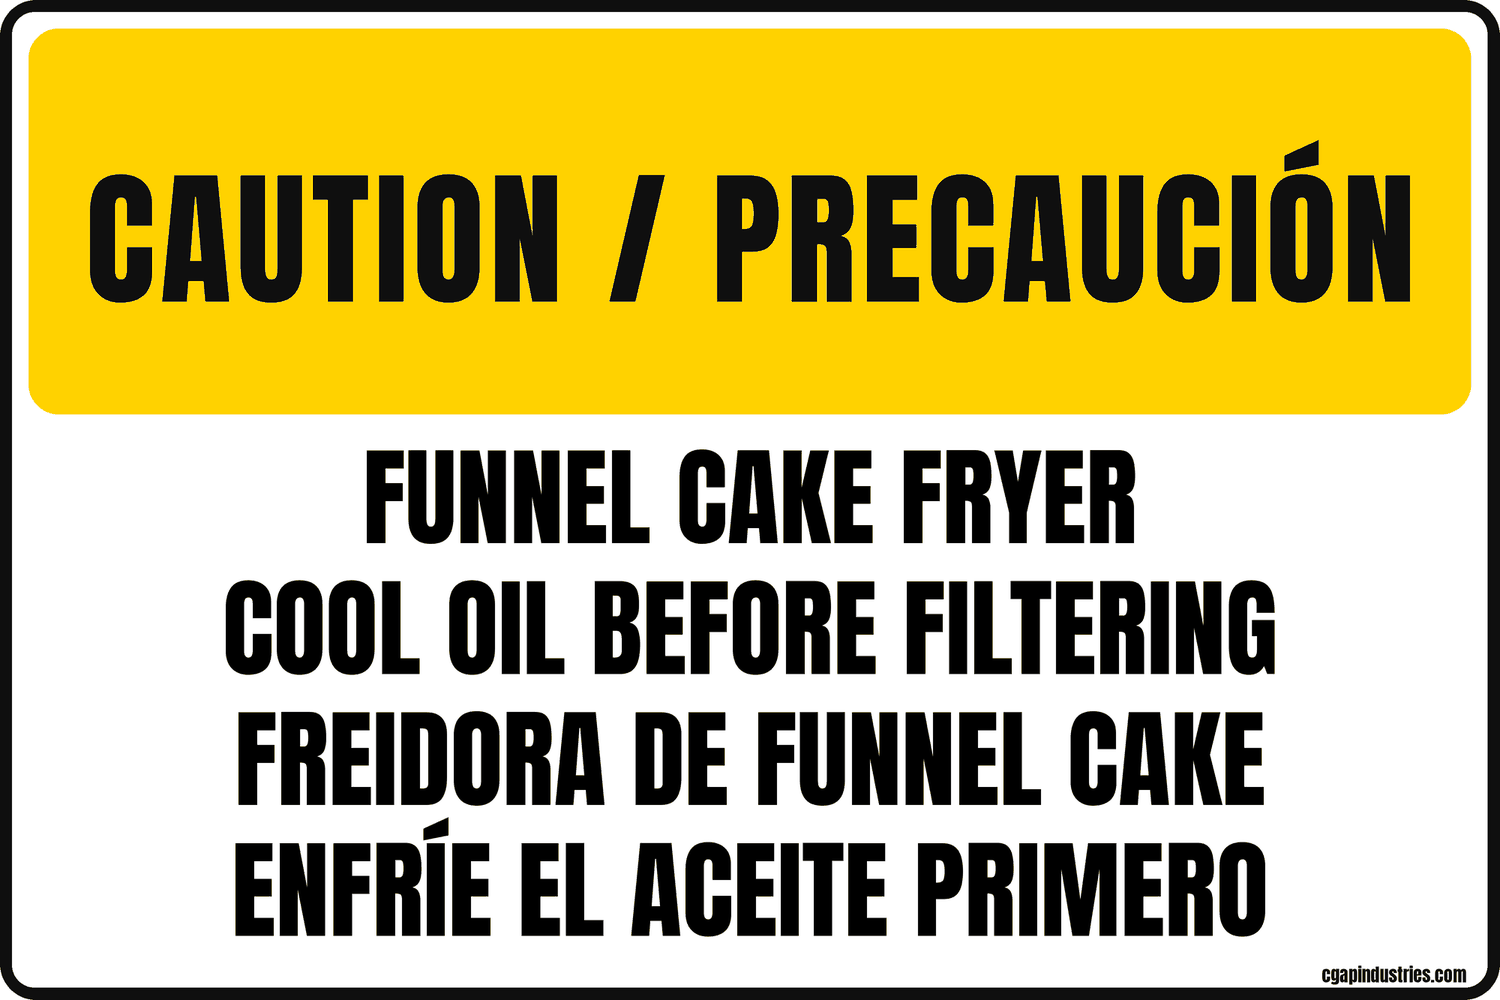 CAUTION / PRECAUCIÓN
FUNNEL CAKE FRYER
COOL OIL BEFORE FILTERING
FREIDORA DE FUNNEL CAKE
ENFRÍE EL ACEITE PRIMERO
cgapindustries.com